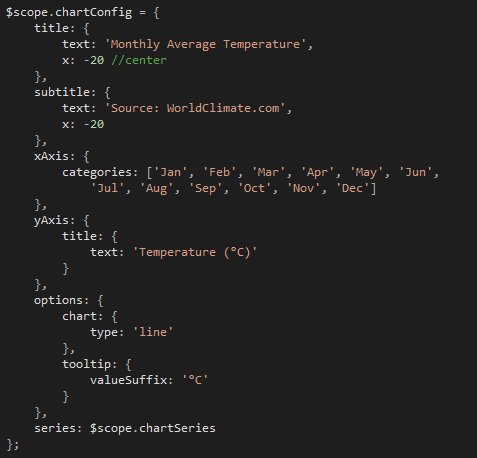 $scope.chartConfig = {
    title: {
        text: 'Monthly Average Temperature',
        x: -20 //center
    },
    subtitle: {
        text: 'Source: WorldClimate.com',
        x: -20
    },
    xAxis: {
        categories: ['Jan', 'Feb', 'Mar', 'Apr', 'May', 'Jun',
            'Jul', 'Aug', 'Sep', 'Oct', 'Nov', 'Dec']
    },
    yAxis: {
        title: {
            text: 'Temperature (°C)'
        }
    },
    options: {
        chart: {
            type: 'line'
        },
        tooltip: {
            valueSuffix: '°C'
        }
    },
    series: $scope.chartSeries
};